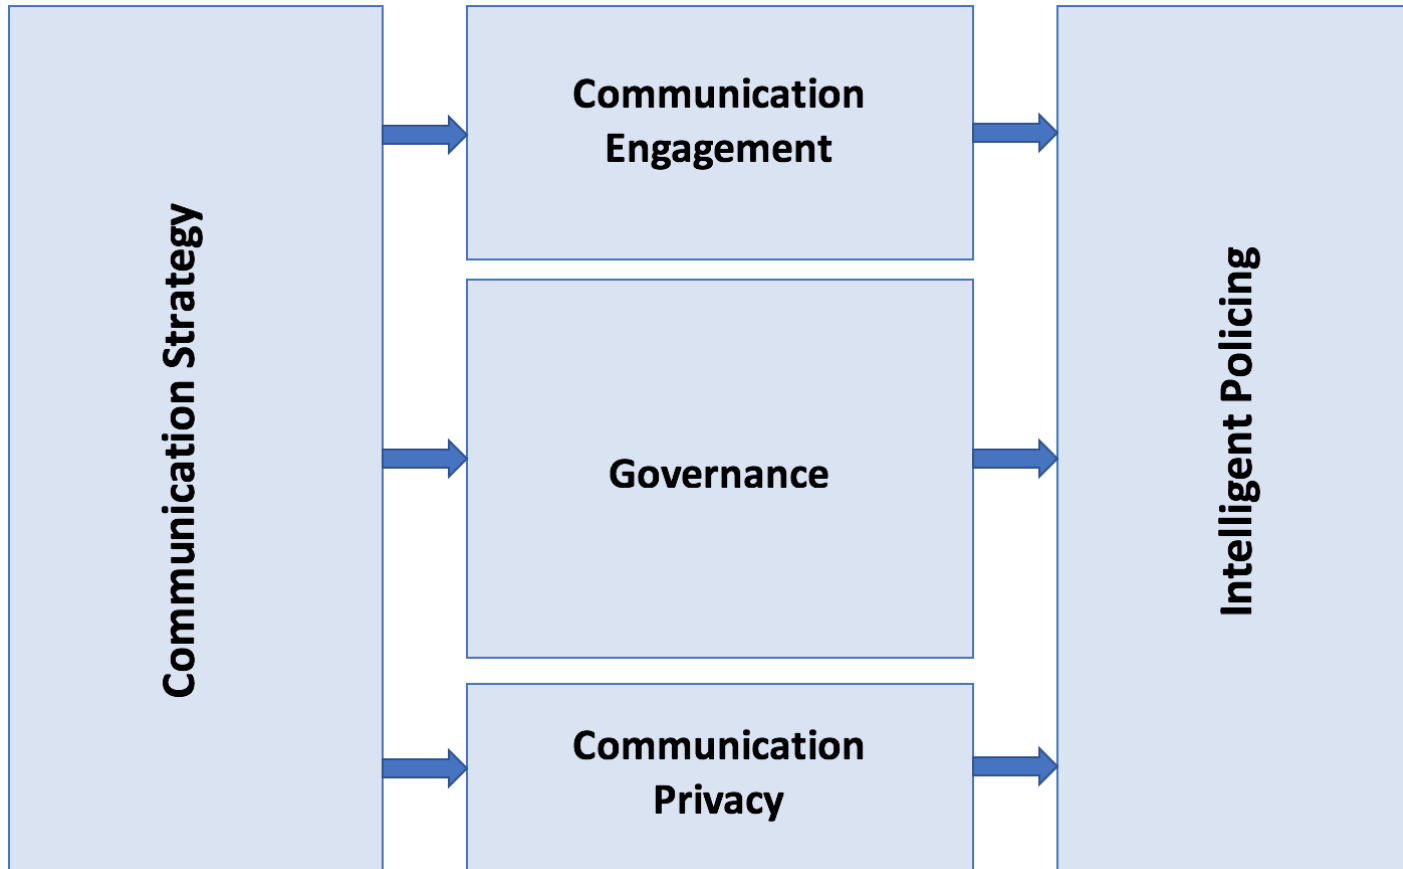 Communication Strategy
Communication
Engagement
Governance
Communication
Privacy
Intelligent Policing